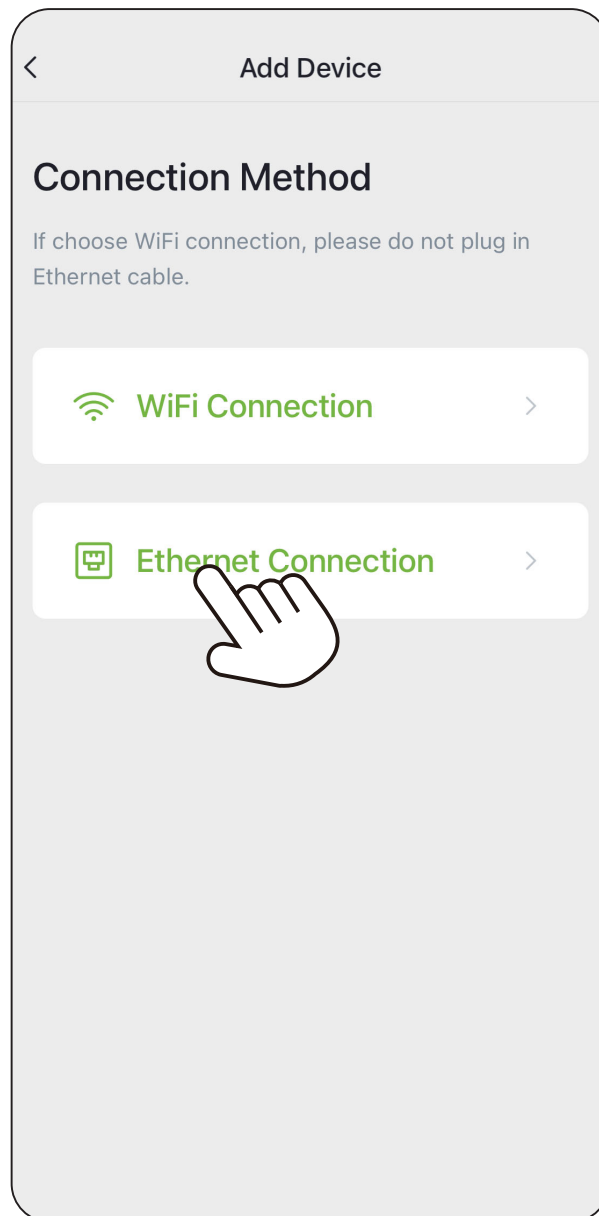 Add Device
Connection Method
If choose WiFi connection, please do not plug in
Ethernet cable.
WiFi Connection
Ethernet Connection